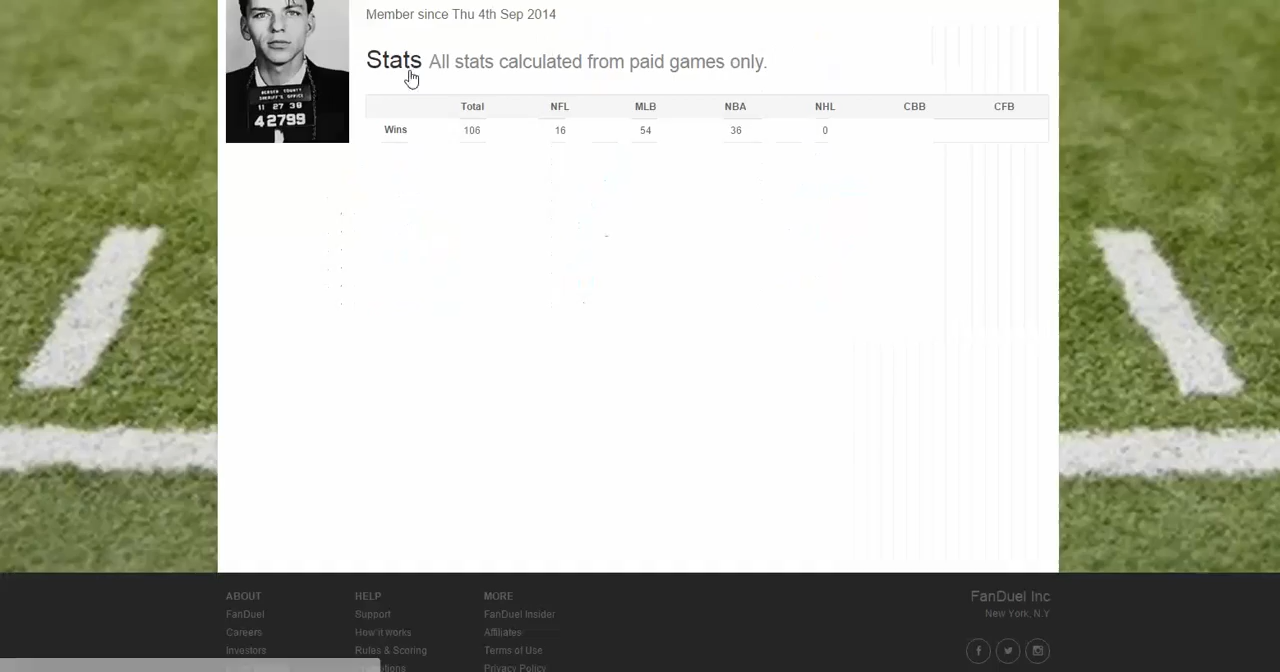 Member since Thu 4th Sep 2014
Stats All stats calculated from paid games only.
Total NFL MLB NBA NHL CBB CFB
Wins 106 16 54 36 0
BERGEN COUNTY
SHERIFF'S OFFICE
11 27 38
42799
ABOUT HELP MORE FanDuel Inc
FanDuel Support FanDuel Insider New York, N.Y
Careers How it works Affiliates
Investors Rules & Scoring Terms of Use
Privacy Policy